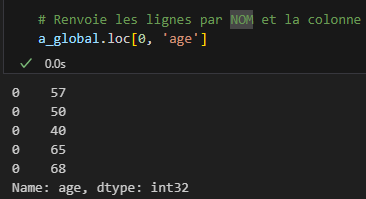 # Renvoie les lignes par NOM et la colonne
a_global.loc[0, 'age']
0.0s
0 57
0 50
0 40
0 65
0 68
Name: age, dtype: int32